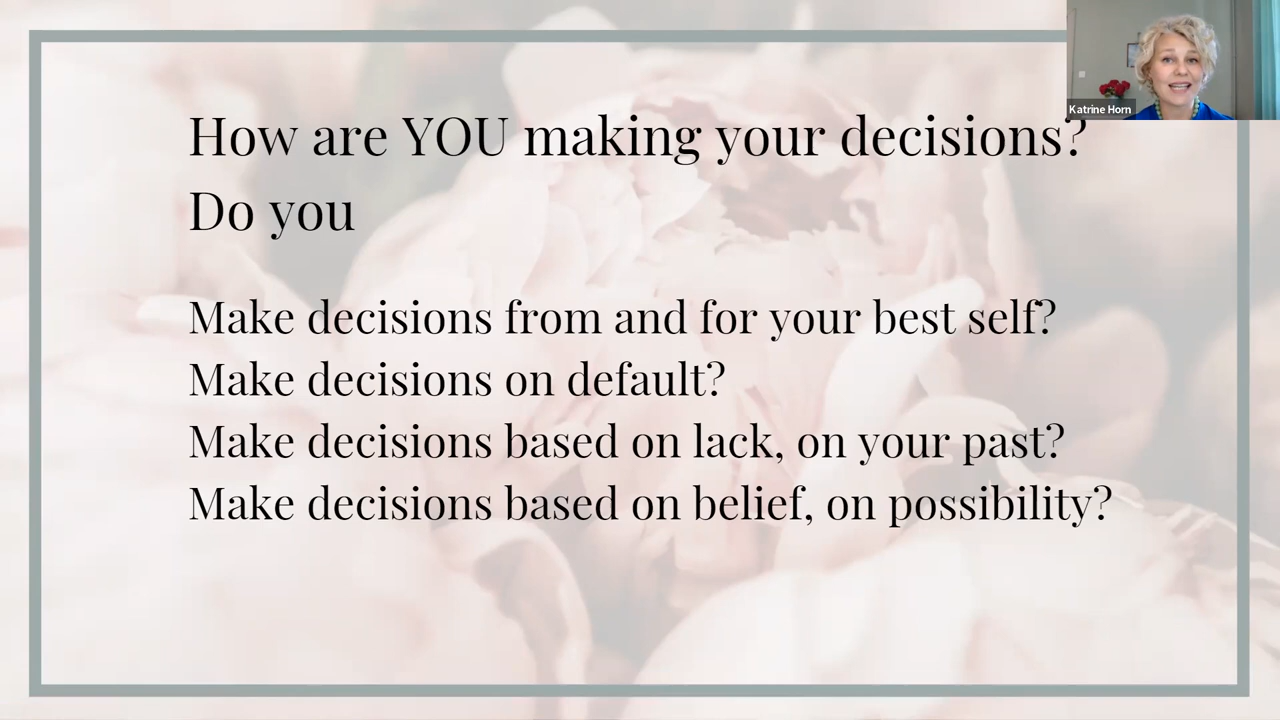 Katrine Horn
How are YOU making your decisions?
Do you
Make decisions from and for your best self?
Make decisions on default?
Make decisions based on lack, on your past?
Make decisions based on belief, on possibility?